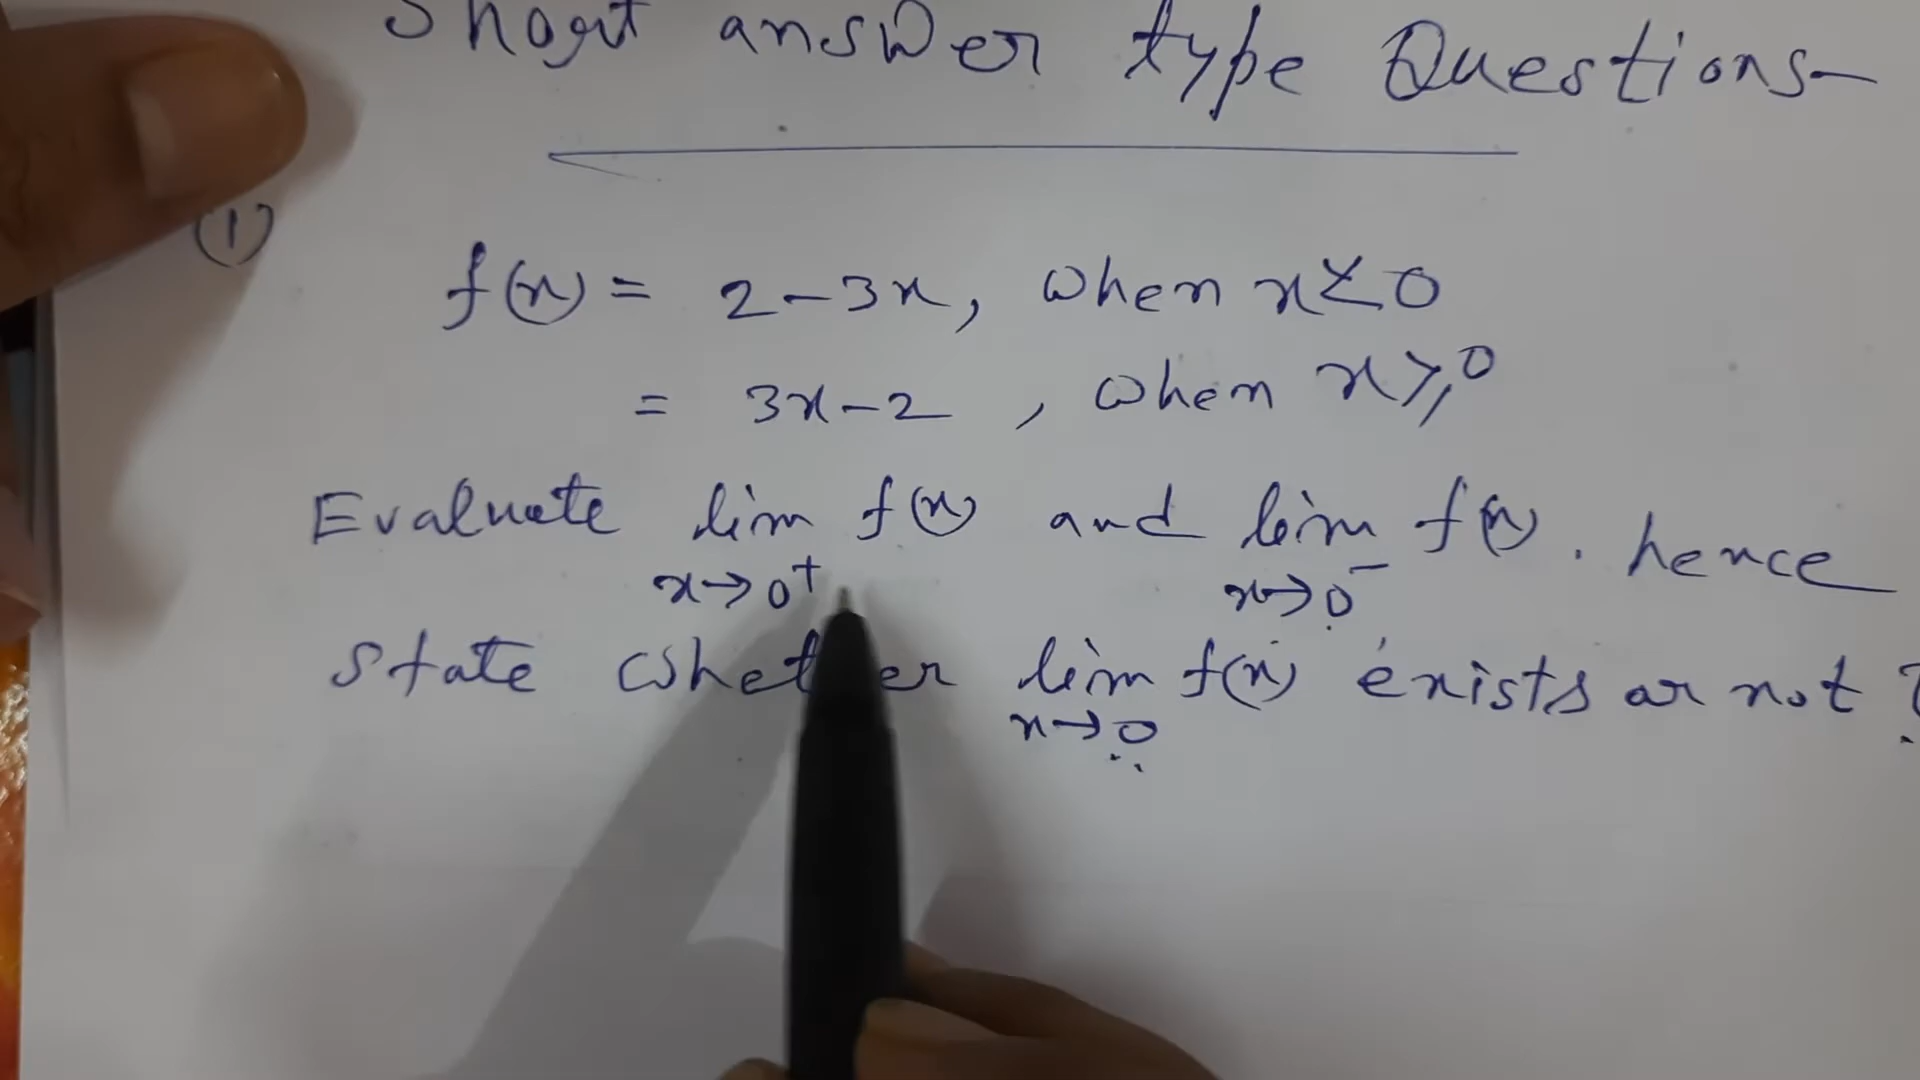 Short answer type Questions-
(1)
f(x) = 2-3x, when x<0
= 3x-2, when x⩾0
Evaluate lim f(x) and lim f(x). hence
x→0⁺ x→0⁻
state whether lim f(x) exists or not?
x→0